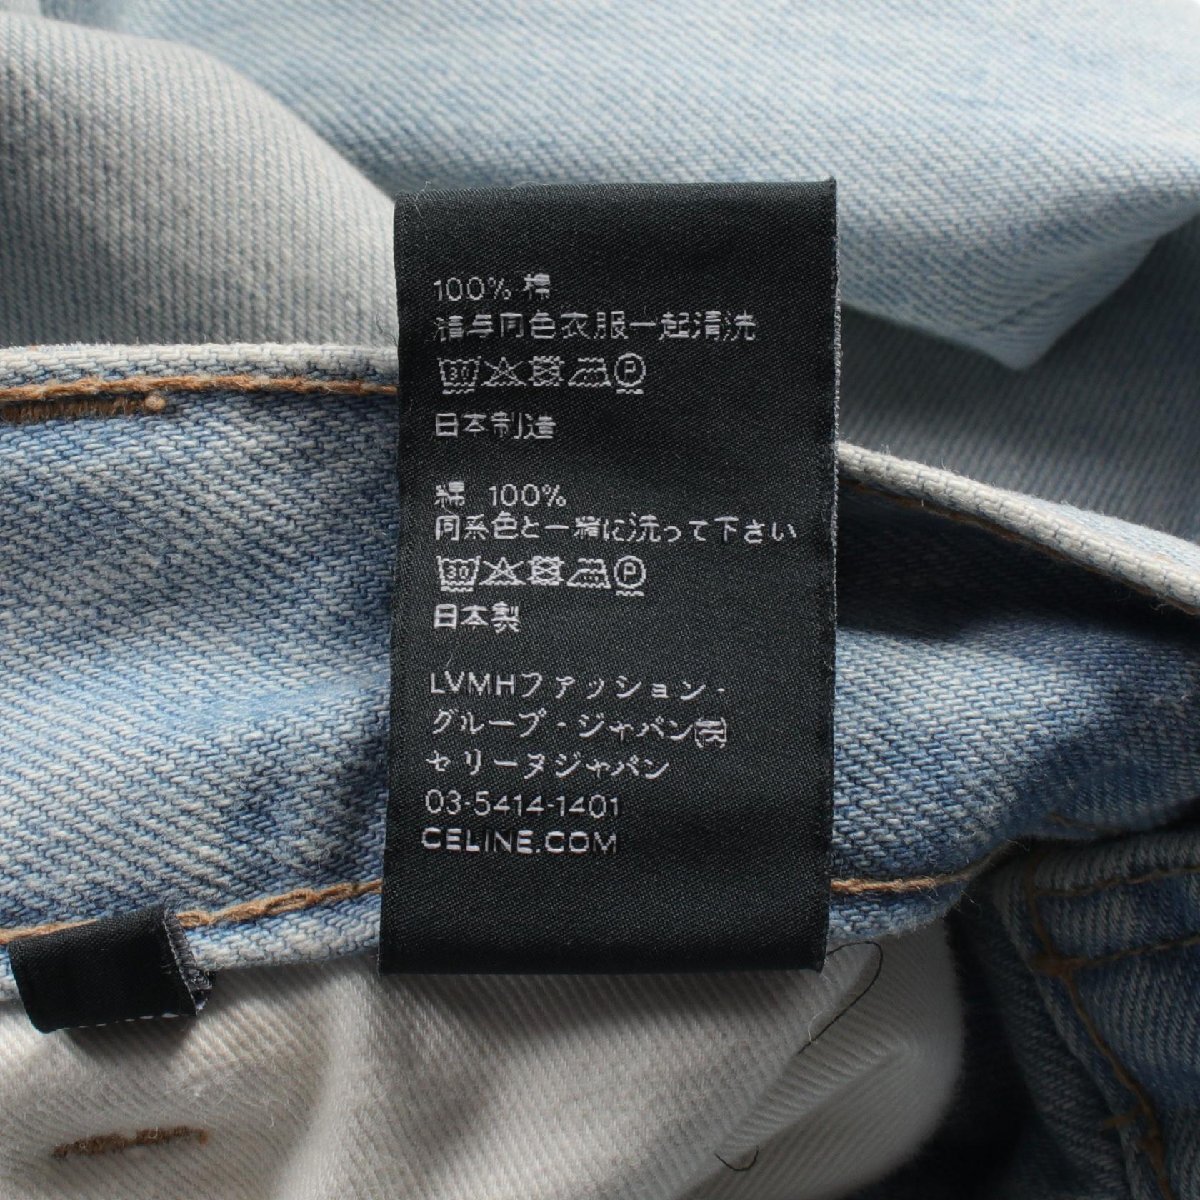 100% 棉
请与同色衣服一起清洗
30 P
日本制造
綿 100%
同系色と一緒に洗って下さい
30 P
日本製
LVMHファッション・
グループ・ジャパン㈱
セリーヌジャパン
03-5414-1401
CELINE.COM